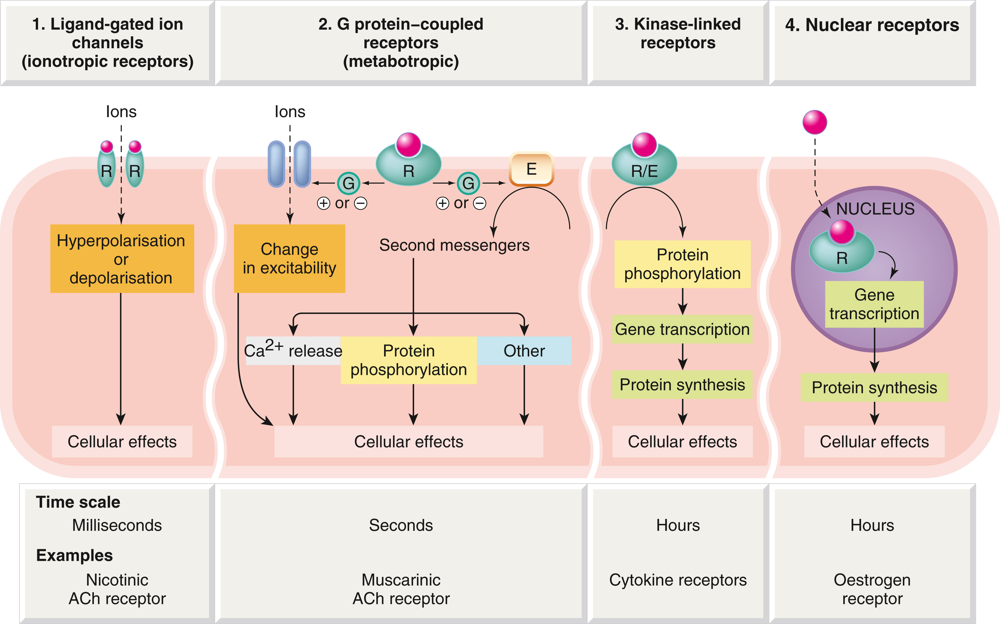 1. Ligand-gated ion
channels
(ionotropic receptors)
2. G protein–coupled
receptors
(metabotropic)
3. Kinase-linked
receptors
4. Nuclear receptors
Ions
R
R
Hyperpolarisation
or
depolarisation
Cellular effects
Ions
G
R
G
E
+ or −
+ or −
Change
in excitability
Second messengers
Ca2+ release
Protein
phosphorylation
Other
Cellular effects
R/E
Protein
phosphorylation
Gene transcription
Protein synthesis
Cellular effects
NUCLEUS
R
Gene
transcription
Protein synthesis
Cellular effects
Time scale
Milliseconds
Seconds
Hours
Hours
Examples
Nicotinic
ACh receptor
Muscarinic
ACh receptor
Cytokine receptors
Oestrogen
receptor